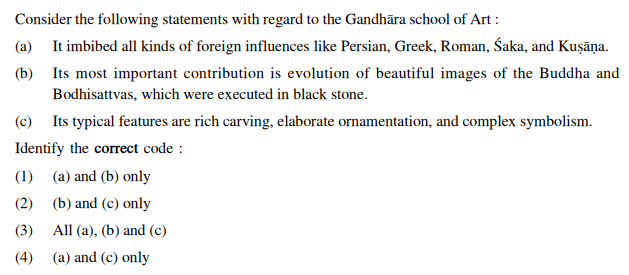 Consider the following statements with regard to the Gandhāra school of Art :
(a) It imbibed all kinds of foreign influences like Persian, Greek, Roman, Śaka, and Kuṣāṇa.
(b) Its most important contribution is evolution of beautiful images of the Buddha and
Bodhisattvas, which were executed in black stone.
(c) Its typical features are rich carving, elaborate ornamentation, and complex symbolism.
Identify the correct code :
(1) (a) and (b) only
(2) (b) and (c) only
(3) All (a), (b) and (c)
(4) (a) and (c) only